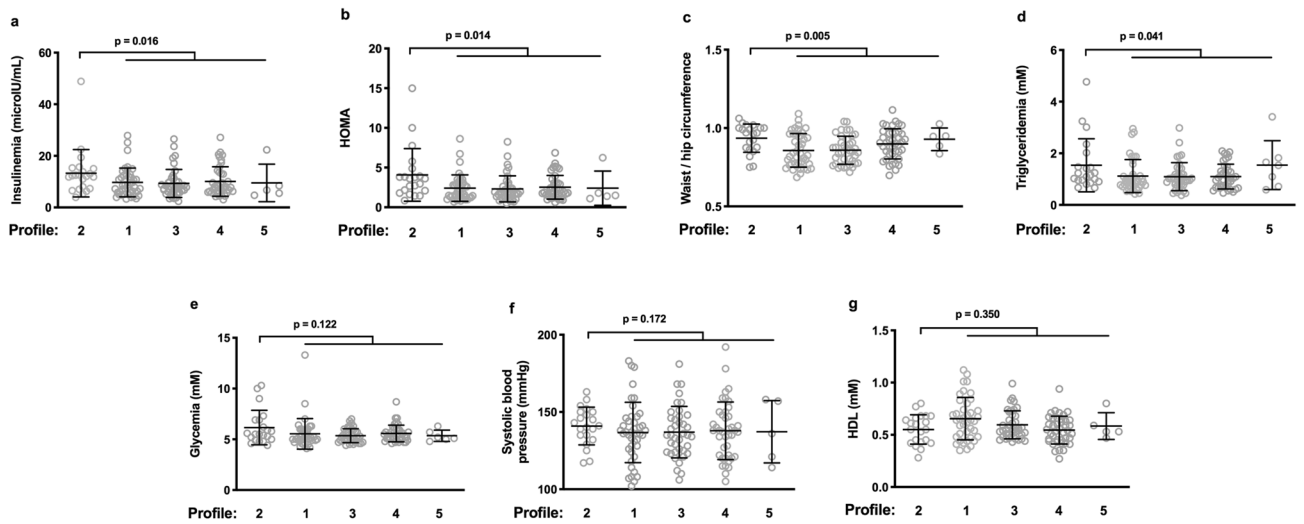 a
p = 0.016
Insulinemia (microIU/mL)
60
40
20
0
Profile: 2 1 3 4 5
b
p = 0.014
HOMA
20
15
10
5
0
Profile: 2 1 3 4 5
c
p = 0.005
Waist / hip circumference
1.5
1.0
0.5
Profile: 2 1 3 4 5
d
p = 0.041
Triglyceridemia (mM)
6
4
2
0
Profile: 2 1 3 4 5
e
p = 0.122
Glycemia (mM)
15
10
5
0
Profile: 2 1 3 4 5
f
p = 0.172
Systolic blood
pressure (mmHg)
200
150
100
Profile: 2 1 3 4 5
g
p = 0.350
HDL (mM)
1.5
1.0
0.5
0.0
Profile: 2 1 3 4 5